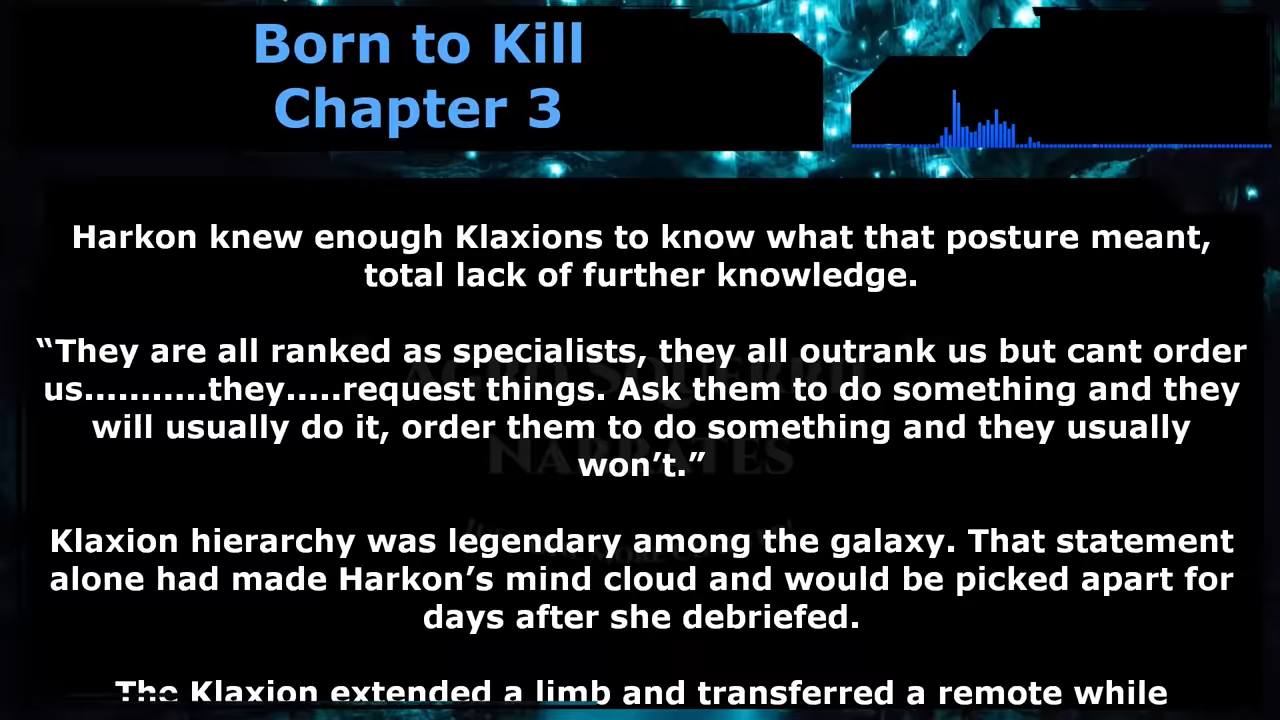 Born to Kill
Chapter 3
Harkon knew enough Klaxions to know what that posture meant,
total lack of further knowledge.
“They are all ranked as specialists, they all outrank us but cant order
us...........they.....request things. Ask them to do something and they
will usually do it, order them to do something and they usually
won’t.”
Klaxion hierarchy was legendary among the galaxy. That statement
alone had made Harkon’s mind cloud and would be picked apart for
days after she debriefed.
The Klaxion extended a limb and transferred a remote while
Narrates